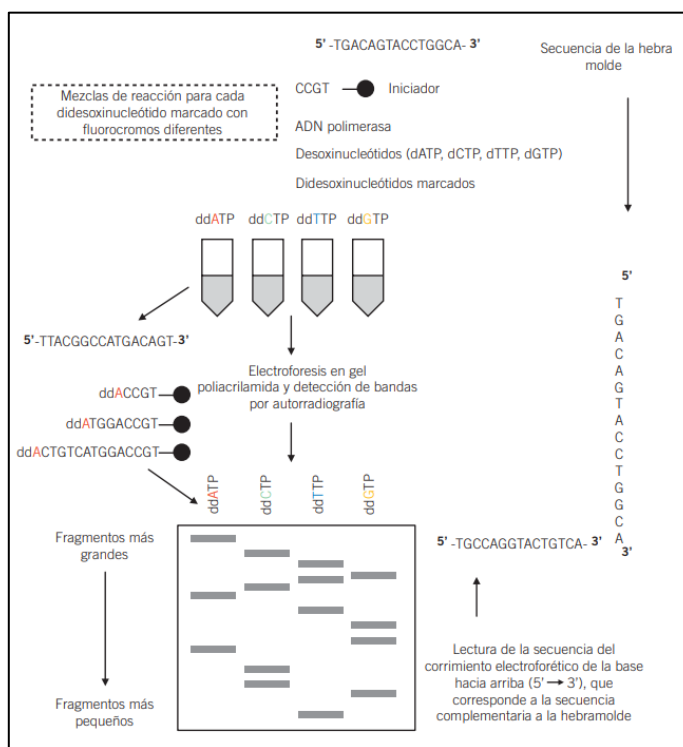 5' -TGACAGTACCTGGCA- 3'
Secuencia de la hebra
molde
Mezclas de reacción para cada
didesoxinucleótido marcado con
fluorocromos diferentes
CCGT
Iniciador
ADN polimerasa
Desoxinucleótidos (dATP, dCTP, dTTP, dGTP)
Didesoxinucleótidos marcados
ddATP ddCTP ddTTP ddGTP
5'-TTACGGCCATGACAGT-3'
Electroforesis en gel
poliacrilamida y detección de bandas
por autorradiografía
ddACCGT
ddATGGACCGT
ddACTGTCATGGACCGT
ddATP
ddCTP
ddTTP
ddGTP
Fragmentos más
grandes
Fragmentos más
pequeños
5'
T
G
A
C
A
G
T
A
C
C
T
G
G
C
A
3'
5' -TGCCAGGTACTGTCA- 3'
Lectura de la secuencia del
corrimiento electroforético de la base
hacia arriba (5' → 3'), que
corresponde a la secuencia
complementaria a la hebramolde